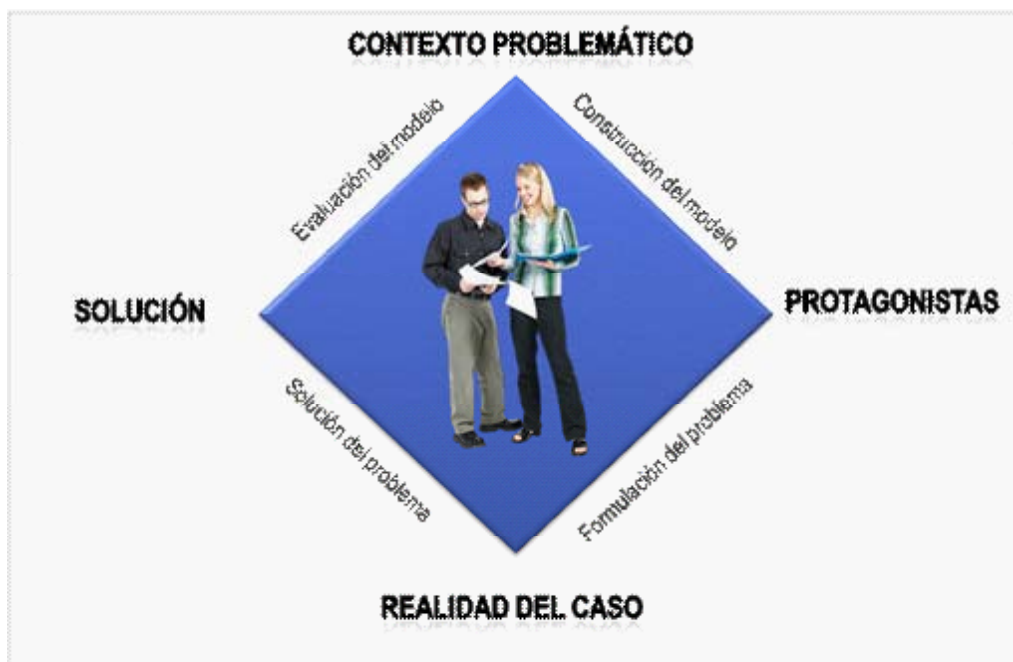 CONTEXTO PROBLEMÁTICO
Evaluación del modelo
Construcción del modelo
SOLUCIÓN
PROTAGONISTAS
Solución del problema
Formulación del problema
REALIDAD DEL CASO